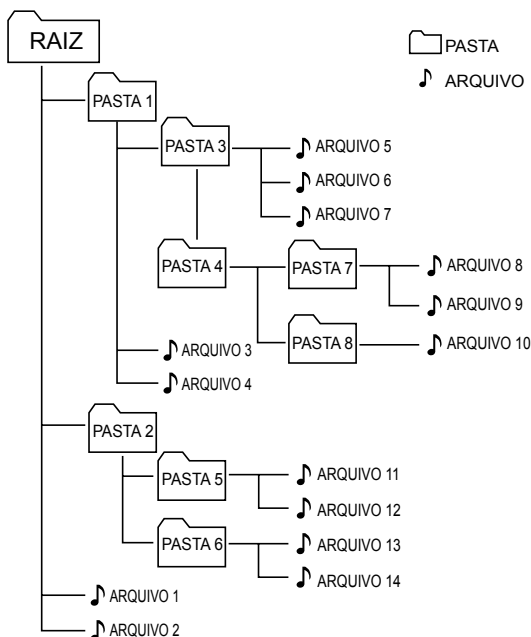 RAIZ
PASTA
ARQUIVO
PASTA 1
PASTA 3
ARQUIVO 5
ARQUIVO 6
ARQUIVO 7
PASTA 4
PASTA 7
ARQUIVO 8
ARQUIVO 9
PASTA 8
ARQUIVO 10
ARQUIVO 3
ARQUIVO 4
PASTA 2
PASTA 5
ARQUIVO 11
ARQUIVO 12
PASTA 6
ARQUIVO 13
ARQUIVO 14
ARQUIVO 1
ARQUIVO 2